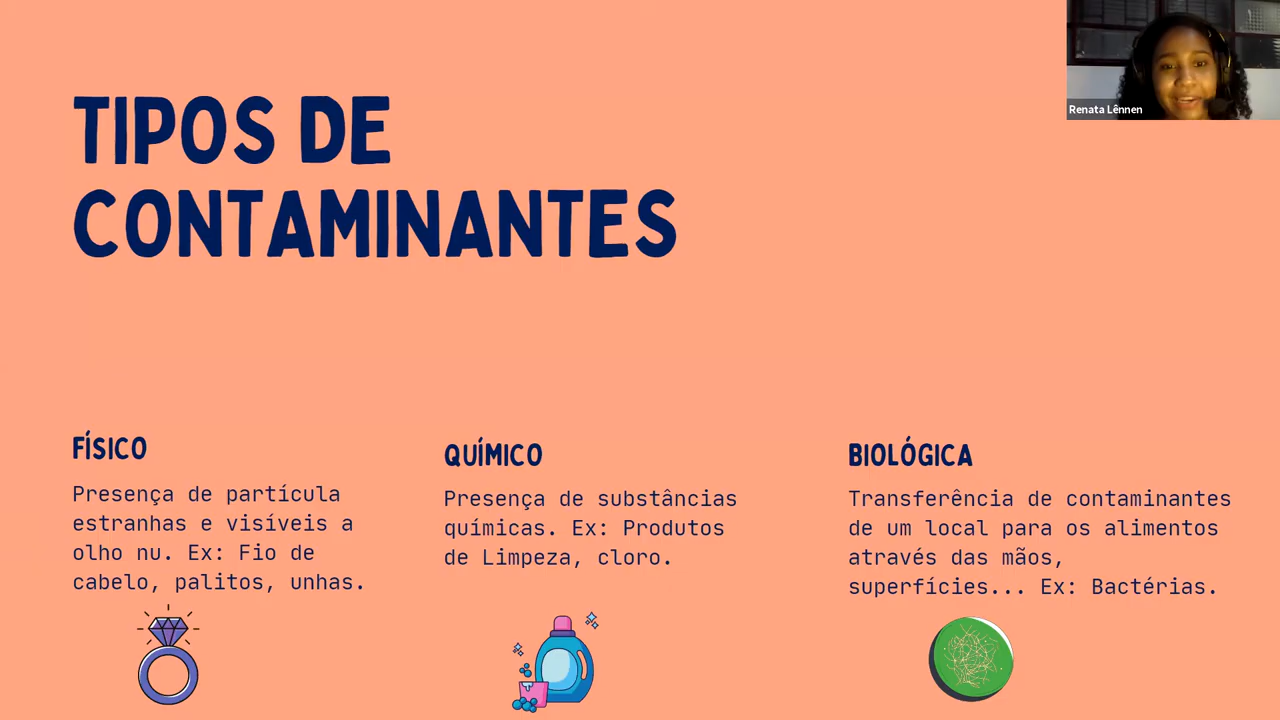 Renata Lênnen
TIPOS DE
CONTAMINANTES
FÍSICO
Presença de partícula
estranhas e visíveis a
olho nu. Ex: Fio de
cabelo, palitos, unhas.
QUÍMICO
Presença de substâncias
químicas. Ex: Produtos
de Limpeza, cloro.
BIOLÓGICA
Transferência de contaminantes
de um local para os alimentos
através das mãos,
superfícies... Ex: Bactérias.